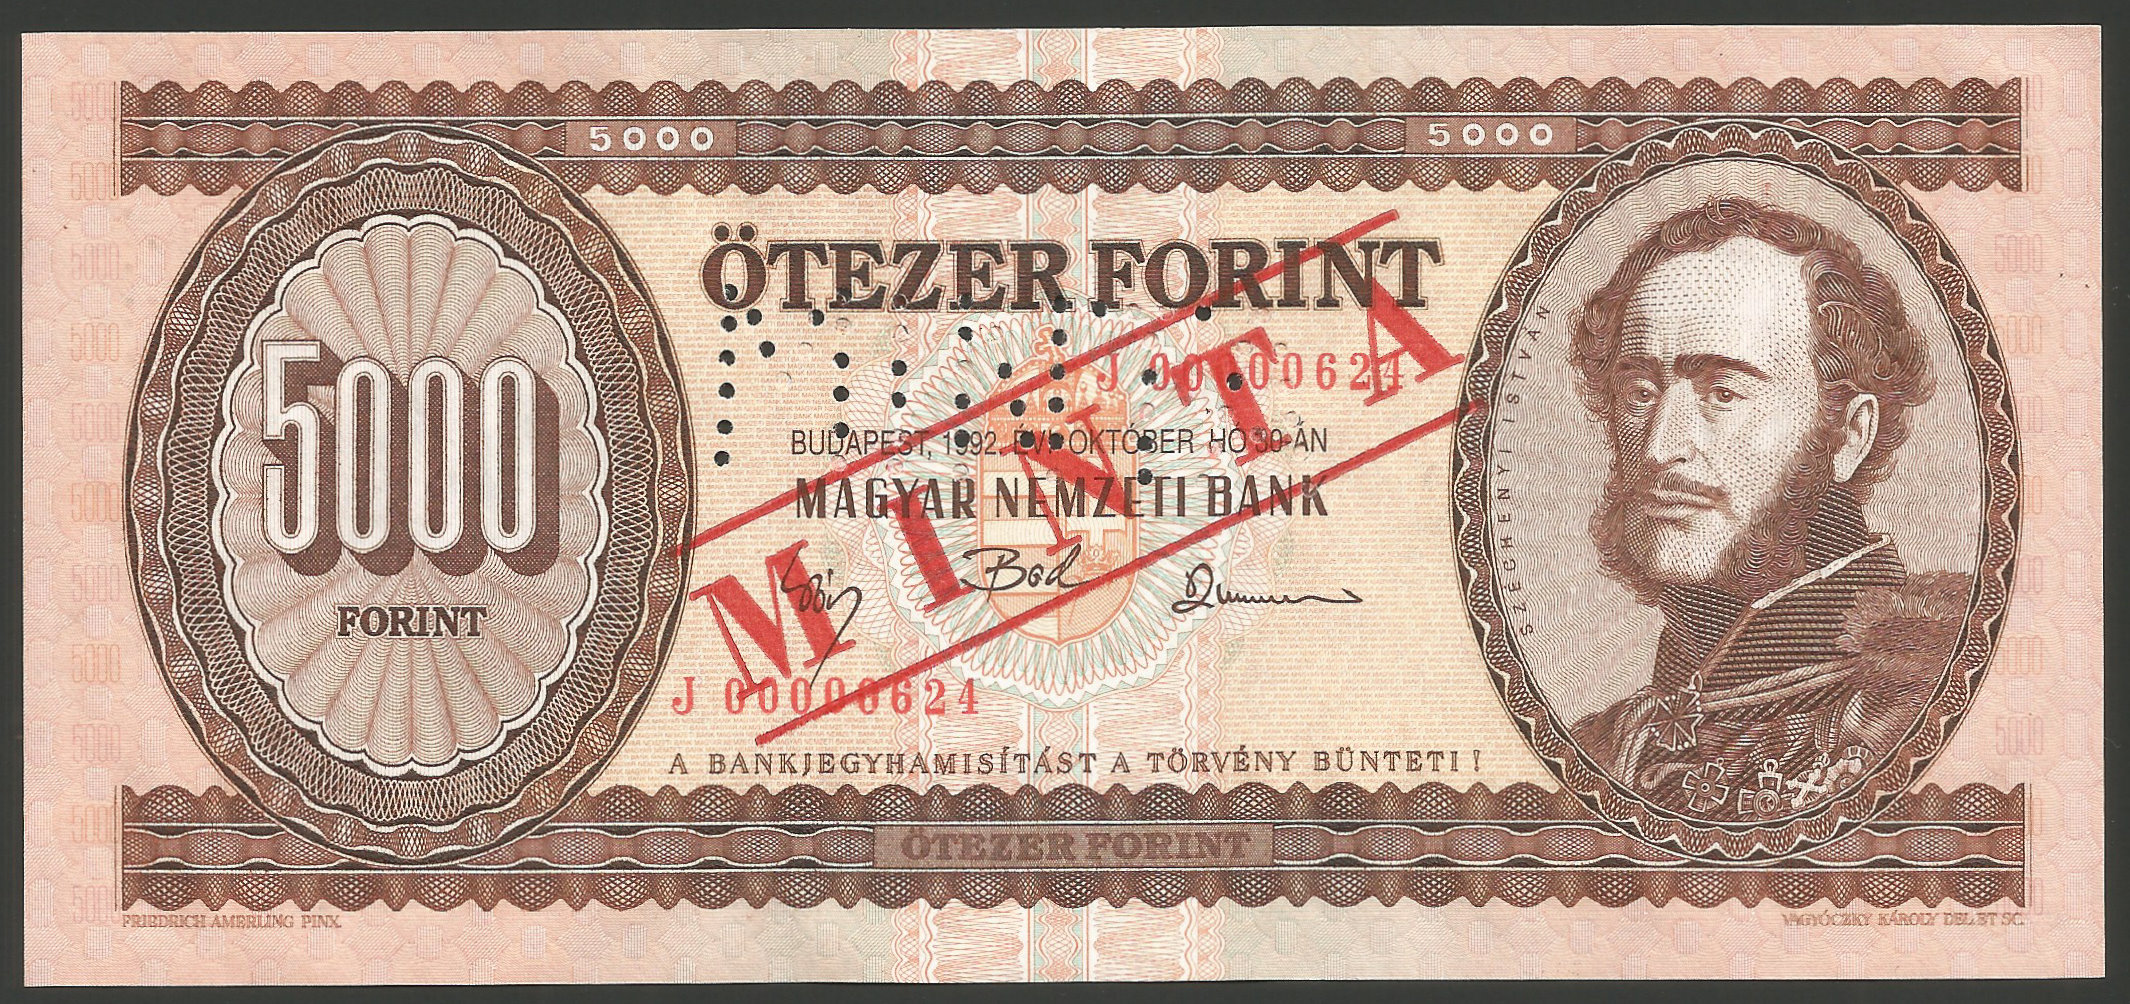 5000
5000
ÖTEZER FORINT
MINTA
J 00000624
5000
FORINT
BUDAPEST, 1992. ÉVI OKTÓBER HÓ 30-ÁN
MAGYAR NEMZETI BANK
SZÉCHENYI ISTVÁN
J 00000624
A BANKJEGYHAMISÍTÁST A TÖRVÉNY BÜNTETI !
ÖTEZER FORINT
FRIEDRICH AMERLING PINX.
VAGYÓCZKY KÁROLY DEL. ET SC.